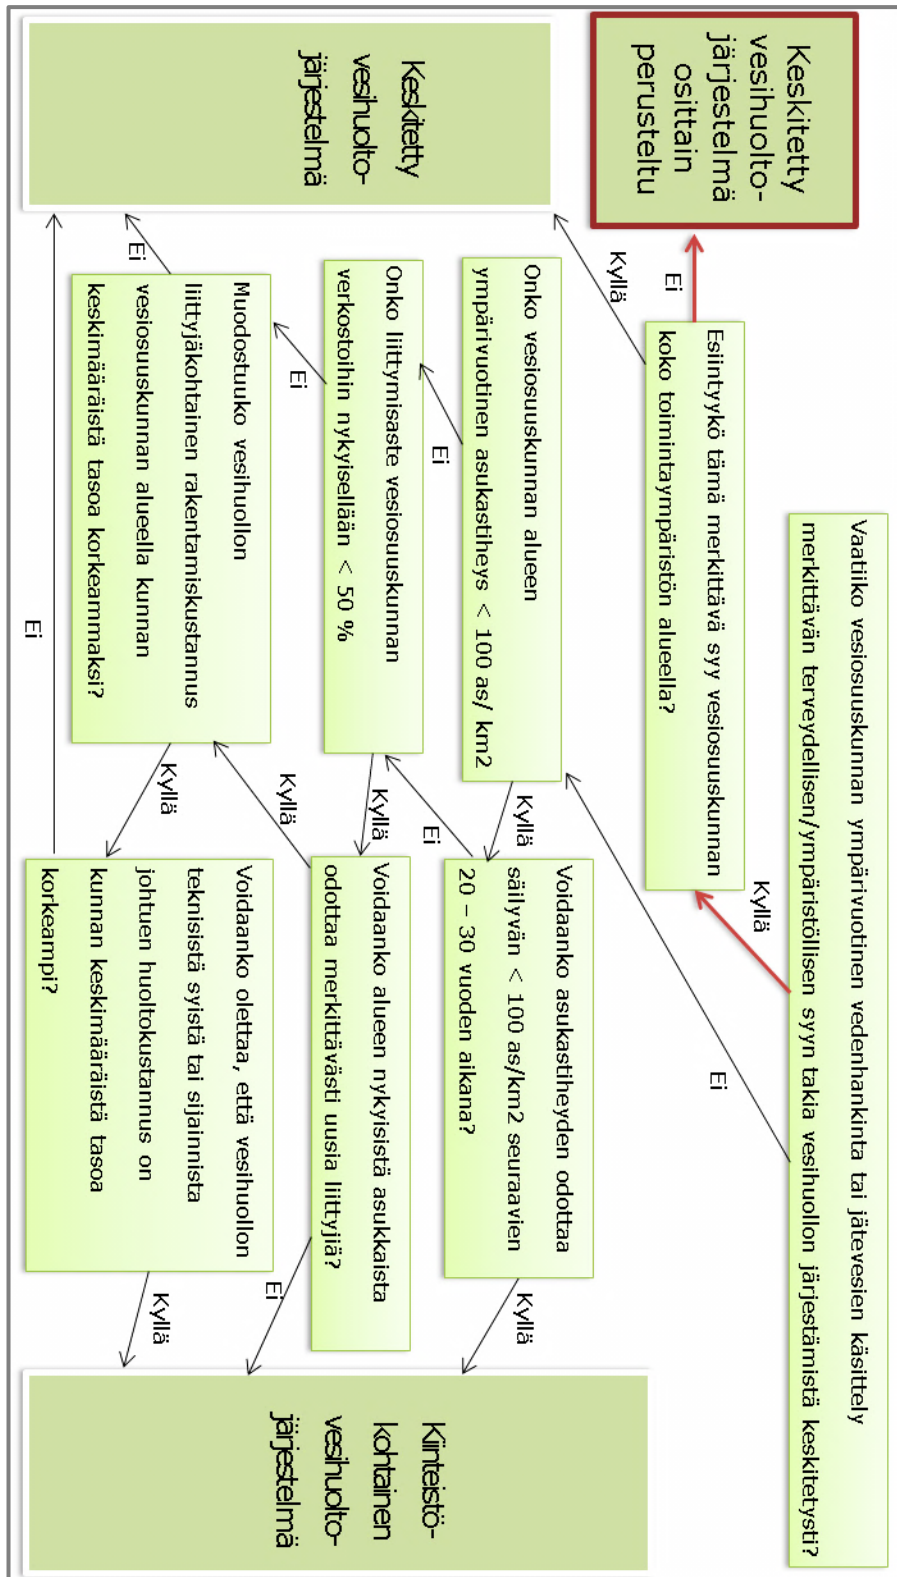 Vaatiiko vesiosuuskunnan ympärivuotinen vedenhankinta tai jätevesien käsittely
merkittävän terveydellisen/ympäristöllisen syyn takia vesihuollon järjestämistä keskitetysti?
Kyllä
Ei
Keskitetty
vesihuolto-
järjestelmä
osittain
perusteltu
Ei
Esiintyykö tämä merkittävä syy vesiosuuskunnan
koko toimintaympäristön alueella?
Kyllä
Onko vesiosuuskunnan alueen
ympärivuotinen asukastiheys < 100 as/ km2
Kyllä
Ei
Voidaanko asukastiheyden odottaa
säilyvän < 100 as/km2 seuraavien
20 – 30 vuoden aikana?
Kyllä
Ei
Onko liittymisaste vesiosuuskunnan
verkostoihin nykyisellään < 50 %
Kyllä
Ei
Voidaanko alueen nykyisistä asukkaista
odottaa merkittävästi uusia liittyjiä?
Ei
Kyllä
Muodostuuko vesihuollon
liittyjäkohtainen rakentamiskustannus
vesiosuuskunnan alueella kunnan
keskimääräistä tasoa korkeammaksi?
Ei
Kyllä
Voidaanko olettaa, että vesihuollon
teknisistä syistä tai sijainnista
johtuen huoltokustannus on
kunnan keskimääräistä tasoa
korkeampi?
Kyllä
Ei
Keskitetty
vesihuolto-
järjestelmä
Kiinteistö-
kohtainen
vesihuolto-
järjestelmä